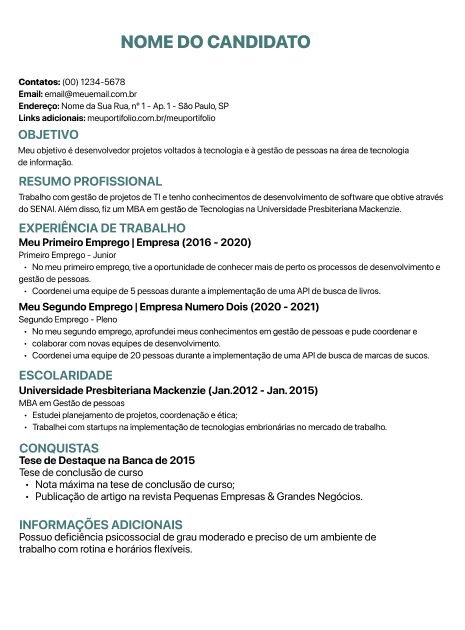 NOME DO CANDIDATO
Contatos: (00) 1234-5678
Email: email@meuemail.com.br
Endereço: Nome da Sua Rua, nº 1 - Ap. 1 - São Paulo, SP
Links adicionais: meuportifolio.com.br/meuportifolio
OBJETIVO
Meu objetivo é desenvolvedor projetos voltados à tecnologia e à gestão de pessoas na área de tecnologia
de informação.
RESUMO PROFISSIONAL
Trabalho com gestão de projetos de TI e tenho conhecimentos de desenvolvimento de software que obtive através
do SENAI. Além disso, fiz um MBA em gestão de Tecnologias na Universidade Presbiteriana Mackenzie.
EXPERIÊNCIA DE TRABALHO
Meu Primeiro Emprego | Empresa (2016 - 2020)
Primeiro Emprego - Junior
• No meu primeiro emprego, tive a oportunidade de conhecer mais de perto os processos de desenvolvimento e
gestão de pessoas.
• Coordenei uma equipe de 5 pessoas durante a implementação de uma API de busca de livros.
Meu Segundo Emprego | Empresa Numero Dois (2020 - 2021)
Segundo Emprego - Pleno
• No meu segundo emprego, aprofundei meus conhecimentos em gestão de pessoas e pude coordenar e
• colaborar com novas equipes de desenvolvimento.
• Coordenei uma equipe de 20 pessoas durante a implementação de uma API de busca de marcas de sucos.
ESCOLARIDADE
Universidade Presbiteriana Mackenzie (Jan.2012 - Jan. 2015)
MBA em Gestão de pessoas
• Estudei planejamento de projetos, coordenação e ética;
• Trabalhei com startups na implementação de tecnologias embrionárias no mercado de trabalho.
CONQUISTAS
Tese de Destaque na Banca de 2015
Tese de conclusão de curso
• Nota máxima na tese de conclusão de curso;
• Publicação de artigo na revista Pequenas Empresas & Grandes Negócios.
INFORMAÇÕES ADICIONAIS
Possuo deficiência psicossocial de grau moderado e preciso de um ambiente de
trabalho com rotina e horários flexíveis.